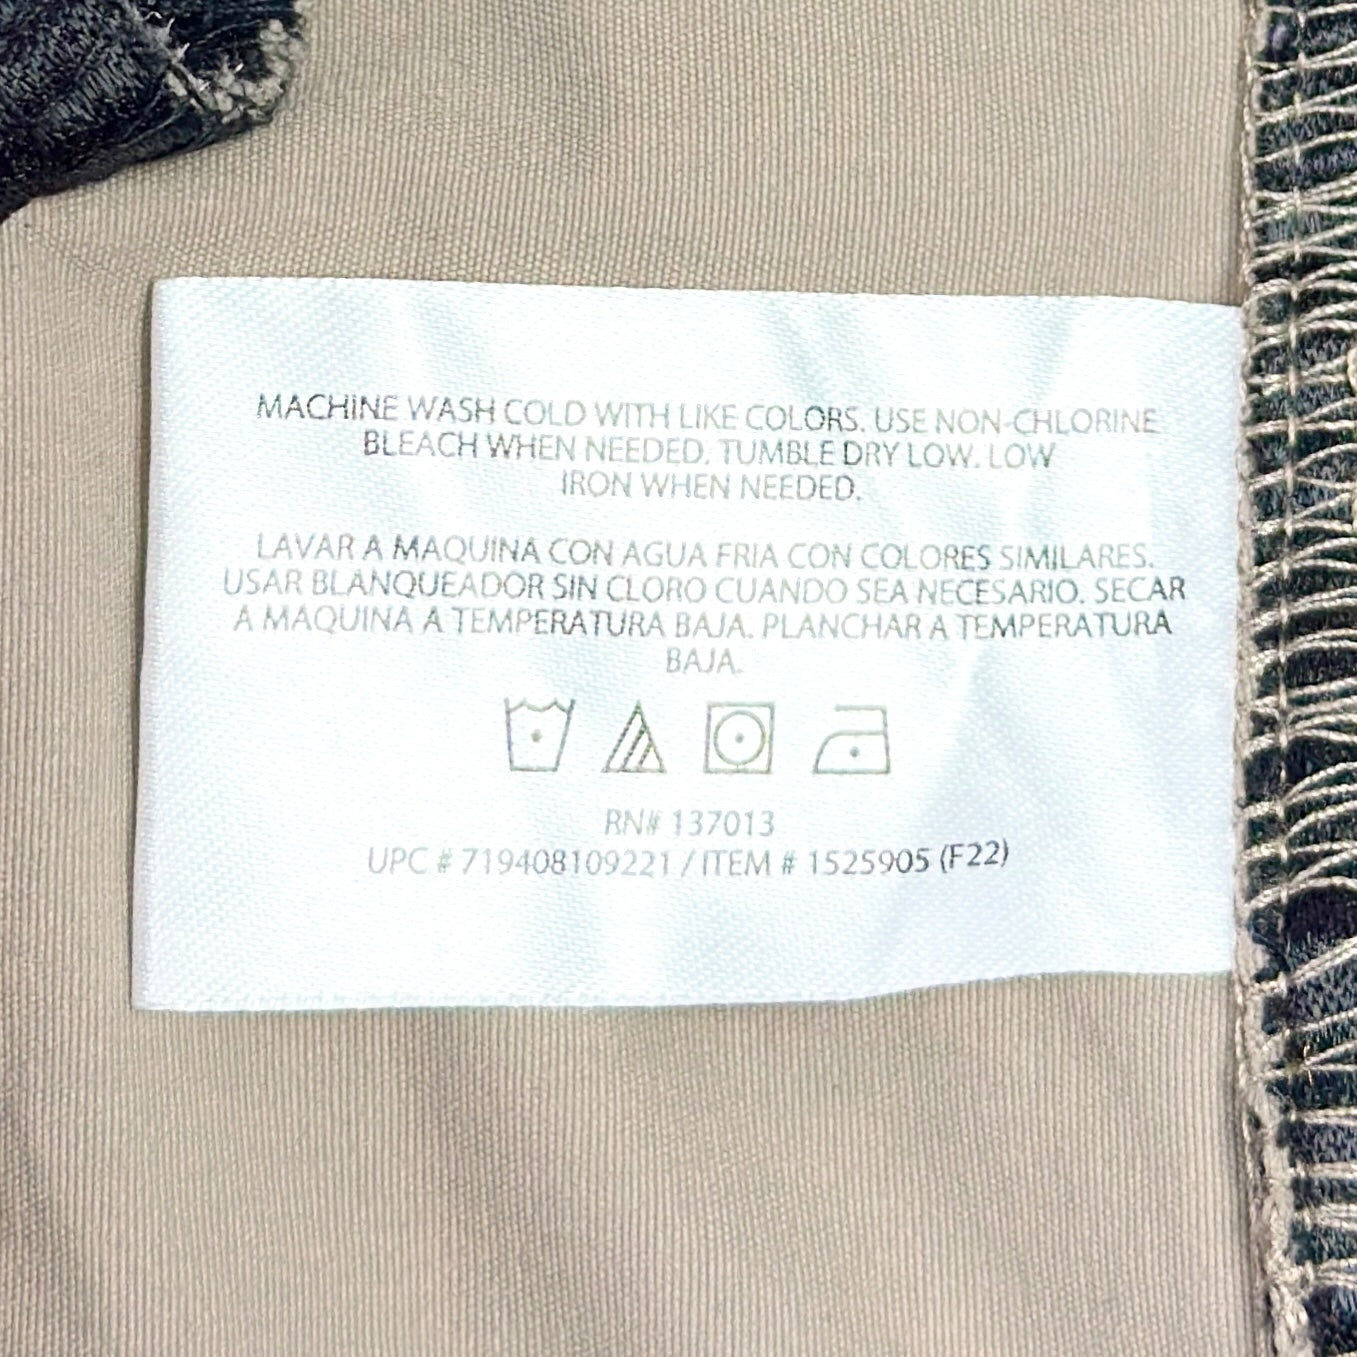 MACHINE WASH COLD WITH LIKE COLORS. USE NON-CHLORINE
BLEACH WHEN NEEDED. TUMBLE DRY LOW. LOW
IRON WHEN NEEDED.
LAVAR A MAQUINA CON AGUA FRIA CON COLORES SIMILARES.
USAR BLANQUEADOR SIN CLORO CUANDO SEA NECESARIO. SECAR
A MAQUINA A TEMPERATURA BAJA. PLANCHAR A TEMPERATURA
BAJA.
RN# 137013
UPC # 719408109221 / ITEM # 1525905 (F22)